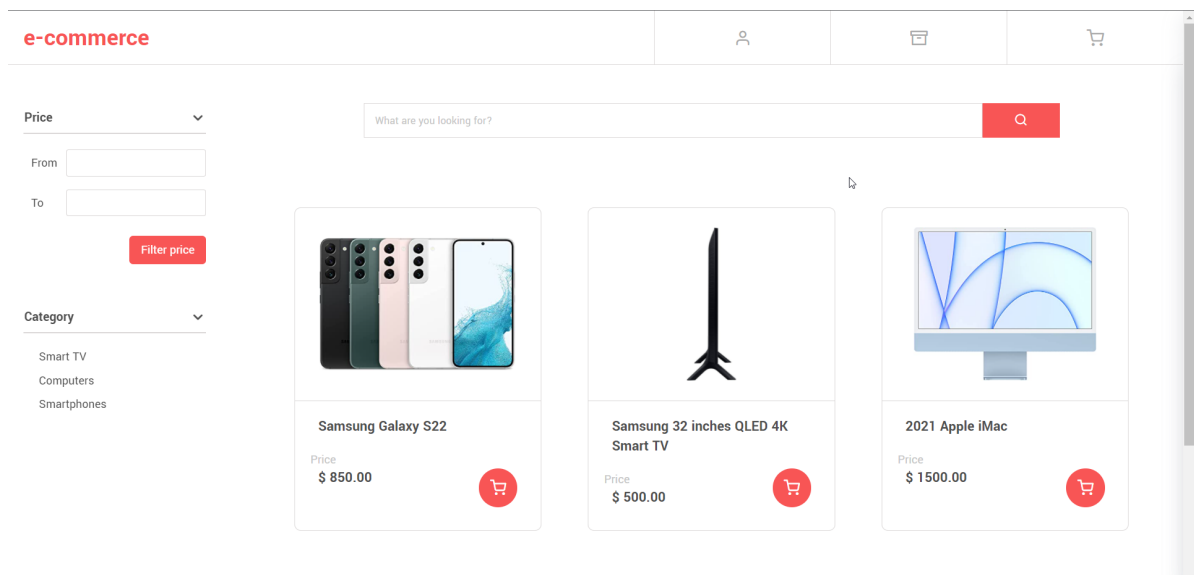 e-commerce
Price
From
To
Filter price
Category
Smart TV
Computers
Smartphones
What are you looking for?
Samsung Galaxy S22
Price
$ 850.00
Samsung 32 inches QLED 4K
Smart TV
Price
$ 500.00
2021 Apple iMac
Price
$ 1500.00